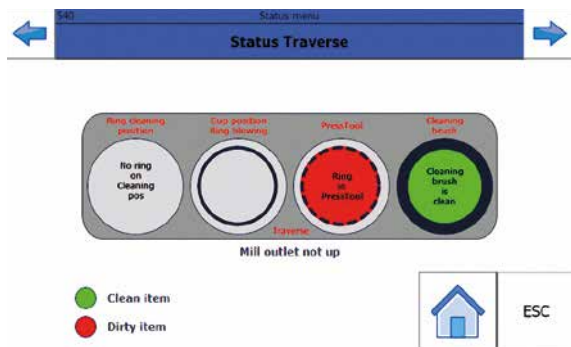 540
Status menu
Status Traverse
Ring cleaning
position
Cup position
Ring blowing
PressTool
Cleaning
brush
No ring
on
Cleaning
pos
Ring
in
PressTool
Cleaning
brush
is
clean
Traverse
Mill outlet not up
Clean item
Dirty item
ESC